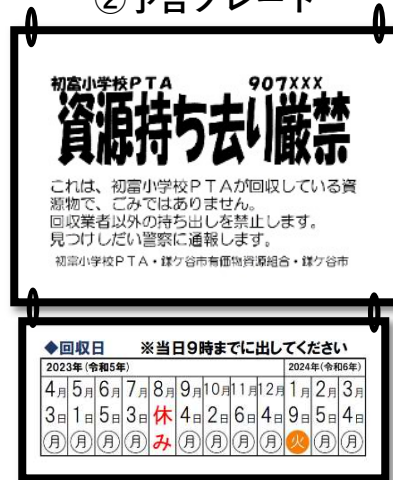 ②予告プレート
初富小学校PTA 907XXX
資源持ち去り厳禁
これは、初富小学校PTAが回収している資
源物で、ごみではありません。
回収業者以外の持ち出しを禁止します。
見つけしだい警察に通報します。
初富小学校PTA・鎌ケ谷市有価物資源組合・鎌ケ谷市
◆回収日 ※当日9時までに出してください
2023年(令和5年) 2024年(令和6年)
4月 5月 6月 7月 8月 9月 10月 11月 12月 1月 2月 3月
3日 1日 5日 3日 休 4日 2日 6日 4日 9日 5日 4日
月 月 月 月 み 月 月 月 月 火 月 月